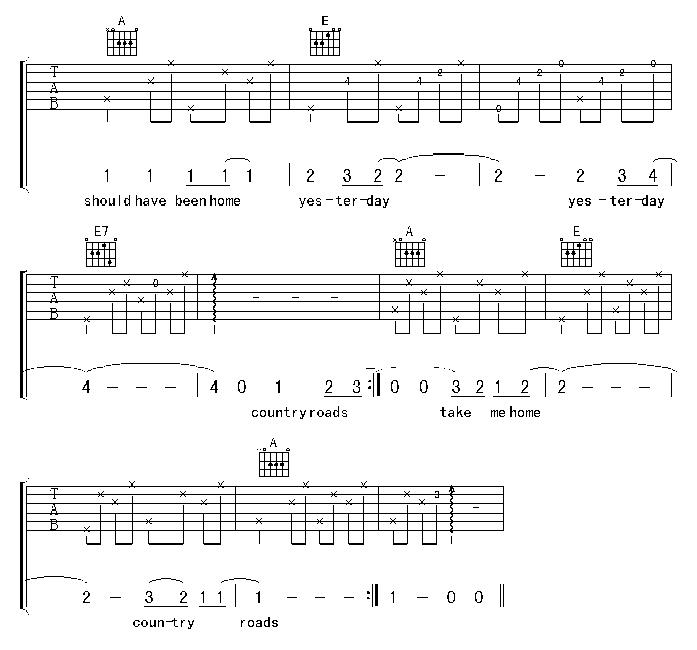 A E
T A B 4 4 2 0 4 2 0 4 2 0
1 1 1 1 1 | 2 3 2 2 - | 2 - 2 3 4
should have been home yes-ter-day yes-ter-day
E7 A E
T A B 0 - - -
4 - - - | 4 0 1 2 3 :| 0 0 3 2 1 2 | 2 - - -
country roads take me home
A
T A B 3 -
2 - 3 2 1 1 | 1 - - - :| 1 - 0 0 ||
coun-try roads